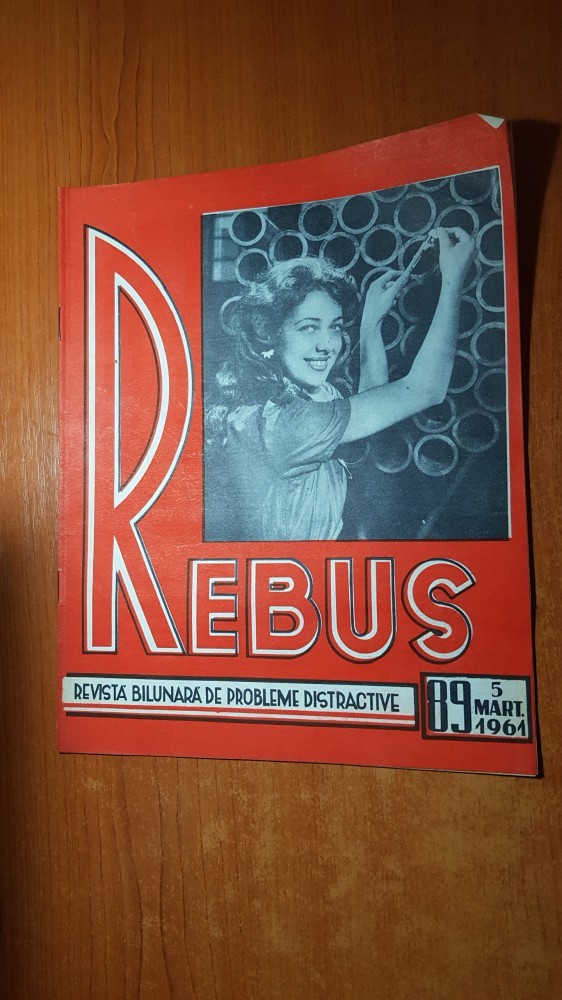 REBUS
REVISTĂ BILUNARĂ DE PROBLEME DISTRACTIVE
89
5
MART.
1961